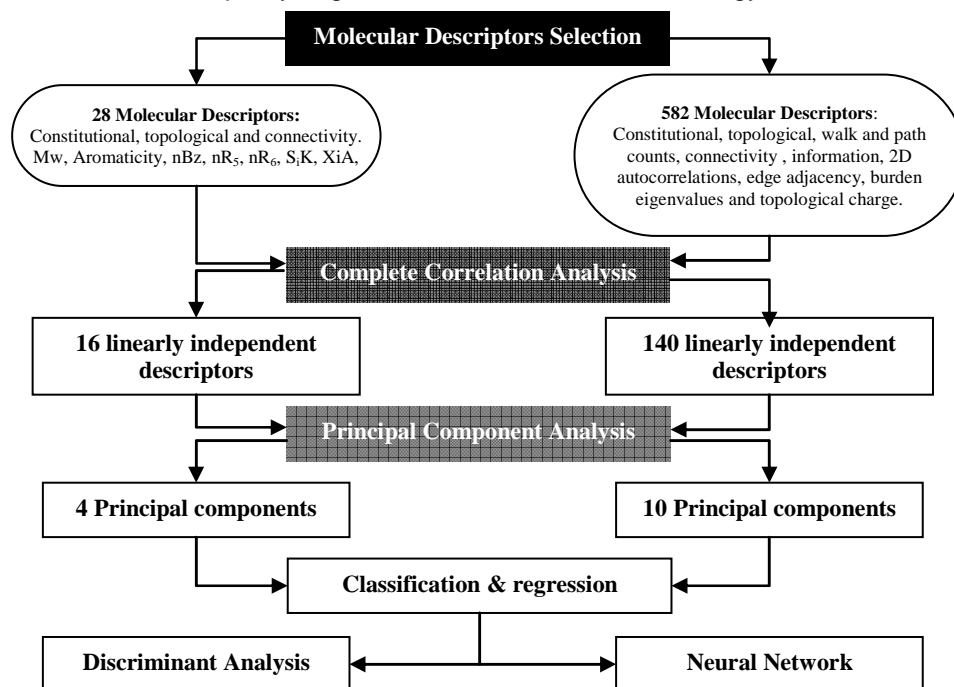 Molecular Descriptors Selection
28 Molecular Descriptors:
Constitutional, topological and connectivity.
Mw, Aromaticity, nBz, nR5, nR6, SiK, XiA,
582 Molecular Descriptors:
Constitutional, topological, walk and path
counts, connectivity , information, 2D
autocorrelations, edge adjacency, burden
eigenvalues and topological charge.
Complete Correlation Analysis
16 linearly independent
descriptors
140 linearly independent
descriptors
Principal Component Analysis
4 Principal components
10 Principal components
Classification & regression
Discriminant Analysis
Neural Network